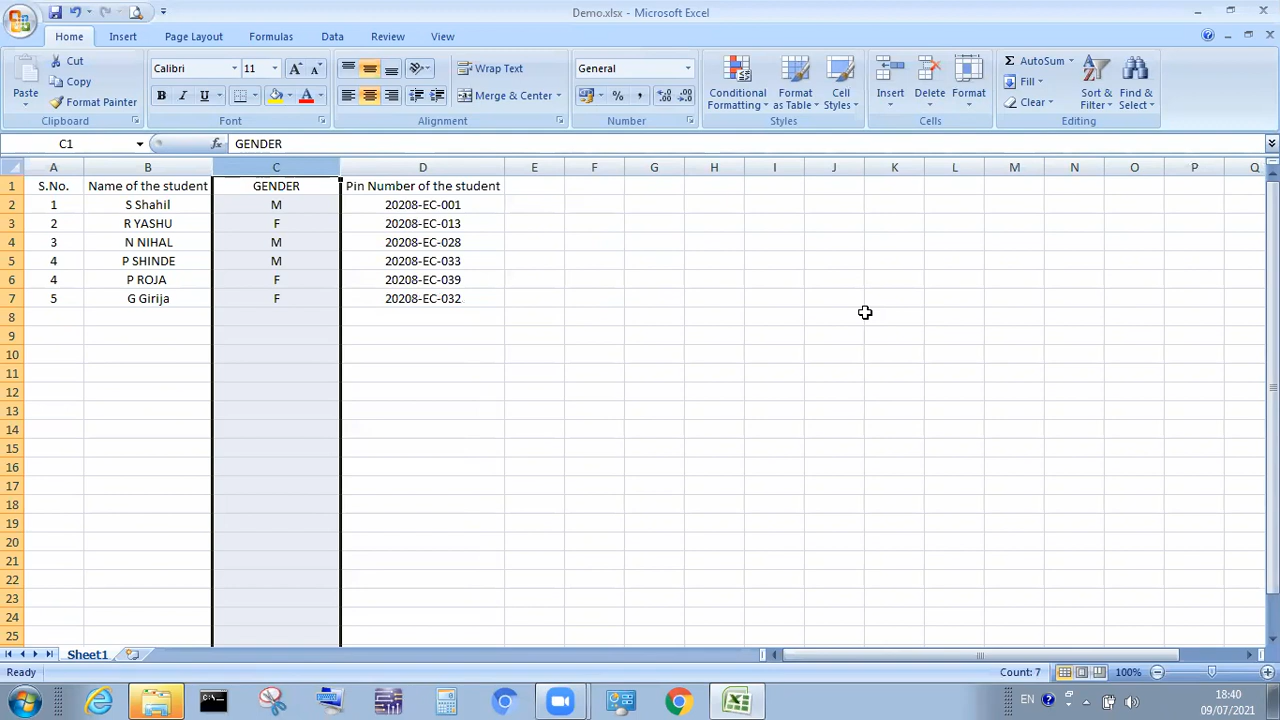 Demo.xlsx - Microsoft Excel
Home Insert Page Layout Formulas Data Review View
Paste
Cut
Copy
Format Painter
Clipboard
Calibri 11
B I U
Font
Wrap Text
Merge & Center
Alignment
General
Number
Conditional Formatting
Format as Table
Cell Styles
Styles
Insert Delete Format
Cells
Σ AutoSum
Fill
Clear
Sort & Filter
Find & Select
Editing
C1 fx GENDER
A B C D E F G H I J K L M N O P Q
1 S.No. Name of the student GENDER Pin Number of the student
2 1 S Shahil M 20208-EC-001
3 2 R YASHU F 20208-EC-013
4 3 N NIHAL M 20208-EC-028
5 4 P SHINDE M 20208-EC-033
6 4 P ROJA F 20208-EC-039
7 5 G Girija F 20208-EC-032
8
9
10
11
12
13
14
15
16
17
18
19
20
21
22
23
24
25
Sheet1
Ready Count: 7 100%
EN 18:40
09/07/2021